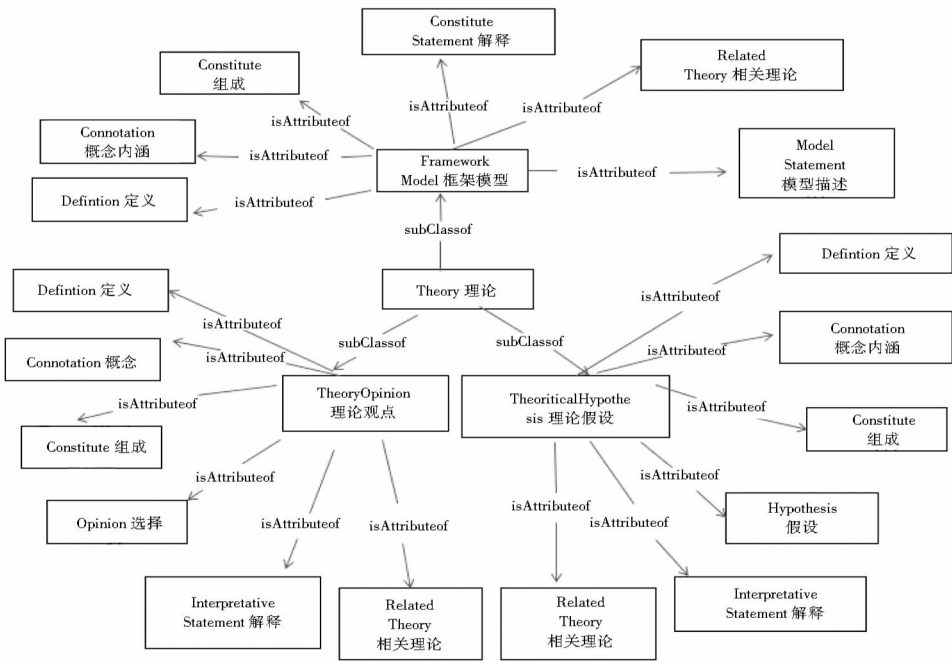 Constitute
Statement 解释
Related
Theory 相关理论
Constitute
组成
isAttributeof
isAttributeof
isAttributeof
Connotation
概念内涵
isAttributeof
Framework
Model 框架模型
isAttributeof
Model
Statement
模型描述
Defintion 定义
isAttributeof
subClassof
Defintion 定义
Defintion 定义
Theory 理论
isAttributeof
isAttributeof
Connotation
概念内涵
subClassof
subClassof
isAttributeof
Connotation 概念
isAttributeof
TheoryOpinion
理论观点
TheoriticalHypothe
sis 理论假设
isAttributeof
isAttributeof
Constitute
组成
Constitute 组成
isAttributeof
isAttributeof
Opinion 选择
isAttributeof
isAttributeof
isAttributeof
isAttributeof
Hypothesis
假设
Interpretative
Statement 解释
Related
Theory
相关理论
Related
Theory
相关理论
Interpretative
Statement 解释